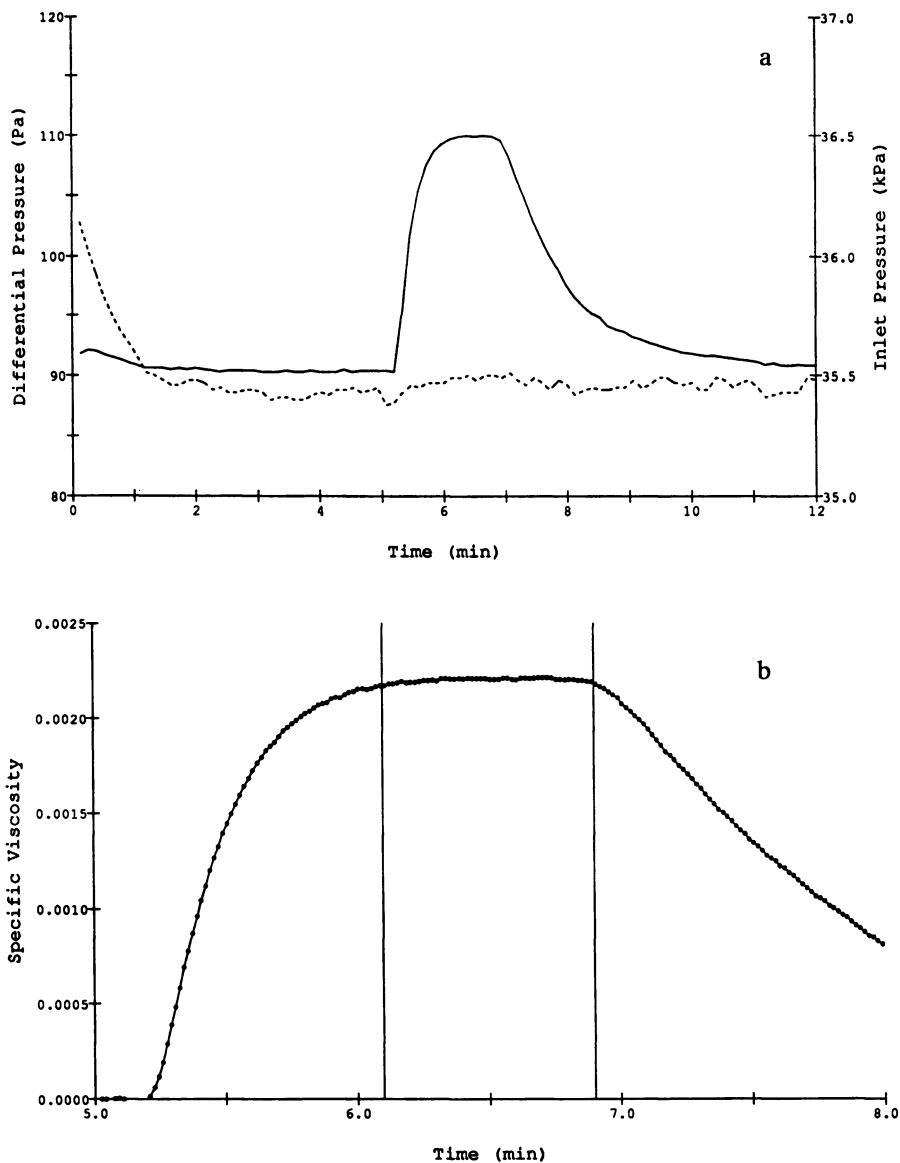 a
Differential Pressure (Pa)
120
110
100
90
80
Inlet Pressure (kPa)
37.0
36.5
36.0
35.5
35.0
0 2 4 6 8 10 12
Time (min)
b
Specific Viscosity
0.0025
0.0020
0.0015
0.0010
0.0005
0.0000
5.0 6.0 7.0 8.0
Time (min)